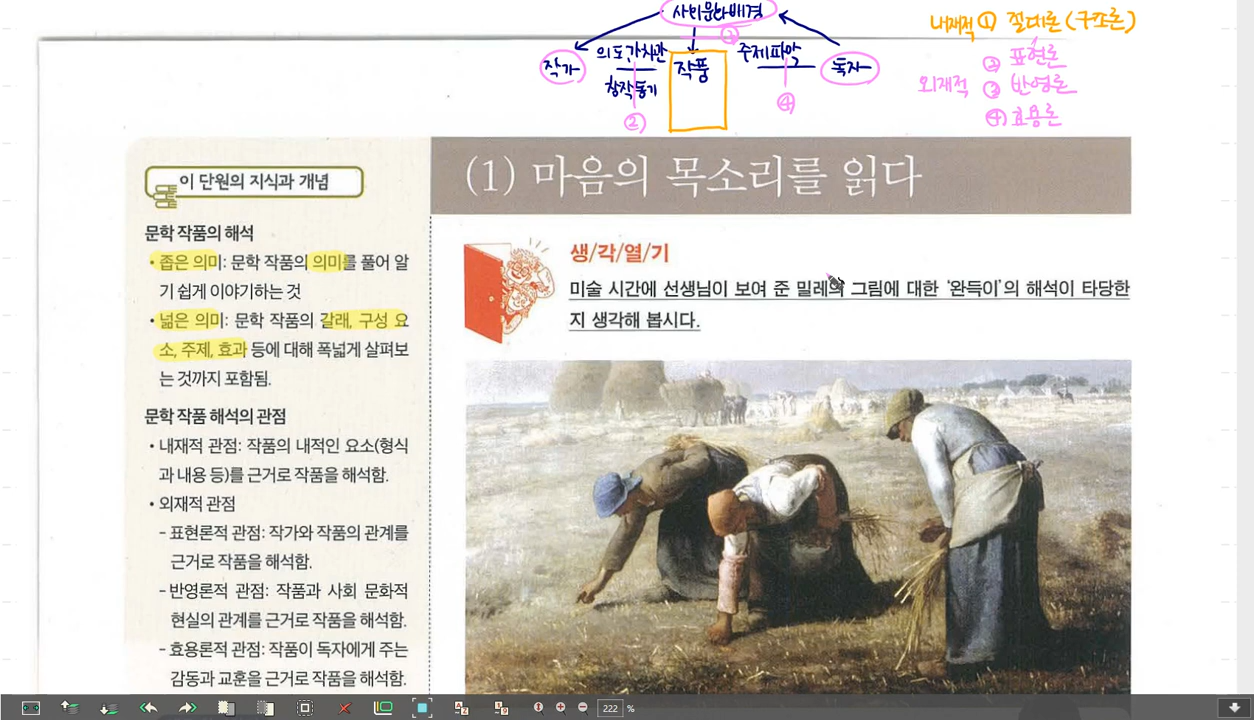 사회문화배경
내재적 ① 절대론 (구조론)
③
작가
의도, 가치관
창작동기
②
작품
주제파악
④
독자
외재적
② 표현론
③ 반영론
④ 효용론
이 단원의 지식과 개념
(1) 마음의 목소리를 읽다
문학 작품의 해석
• 좁은 의미: 문학 작품의 의미를 풀어 알
기 쉽게 이야기하는 것
• 넓은 의미: 문학 작품의 갈래, 구성 요
소, 주제, 효과 등에 대해 폭넓게 살펴보
는 것까지 포함됨.
문학 작품 해석의 관점
• 내재적 관점: 작품의 내적인 요소(형식
과 내용 등)를 근거로 작품을 해석함.
• 외재적 관점
- 표현론적 관점: 작가와 작품의 관계를
근거로 작품을 해석함.
- 반영론적 관점: 작품과 사회 문화적
현실의 관계를 근거로 작품을 해석함.
- 효용론적 관점: 작품이 독자에게 주는
감동과 교훈을 근거로 작품을 해석함.
생/각/열/기
미술 시간에 선생님이 보여 준 밀레의 그림에 대한 ‘완득이’의 해석이 타당한
지 생각해 봅시다.
222 %